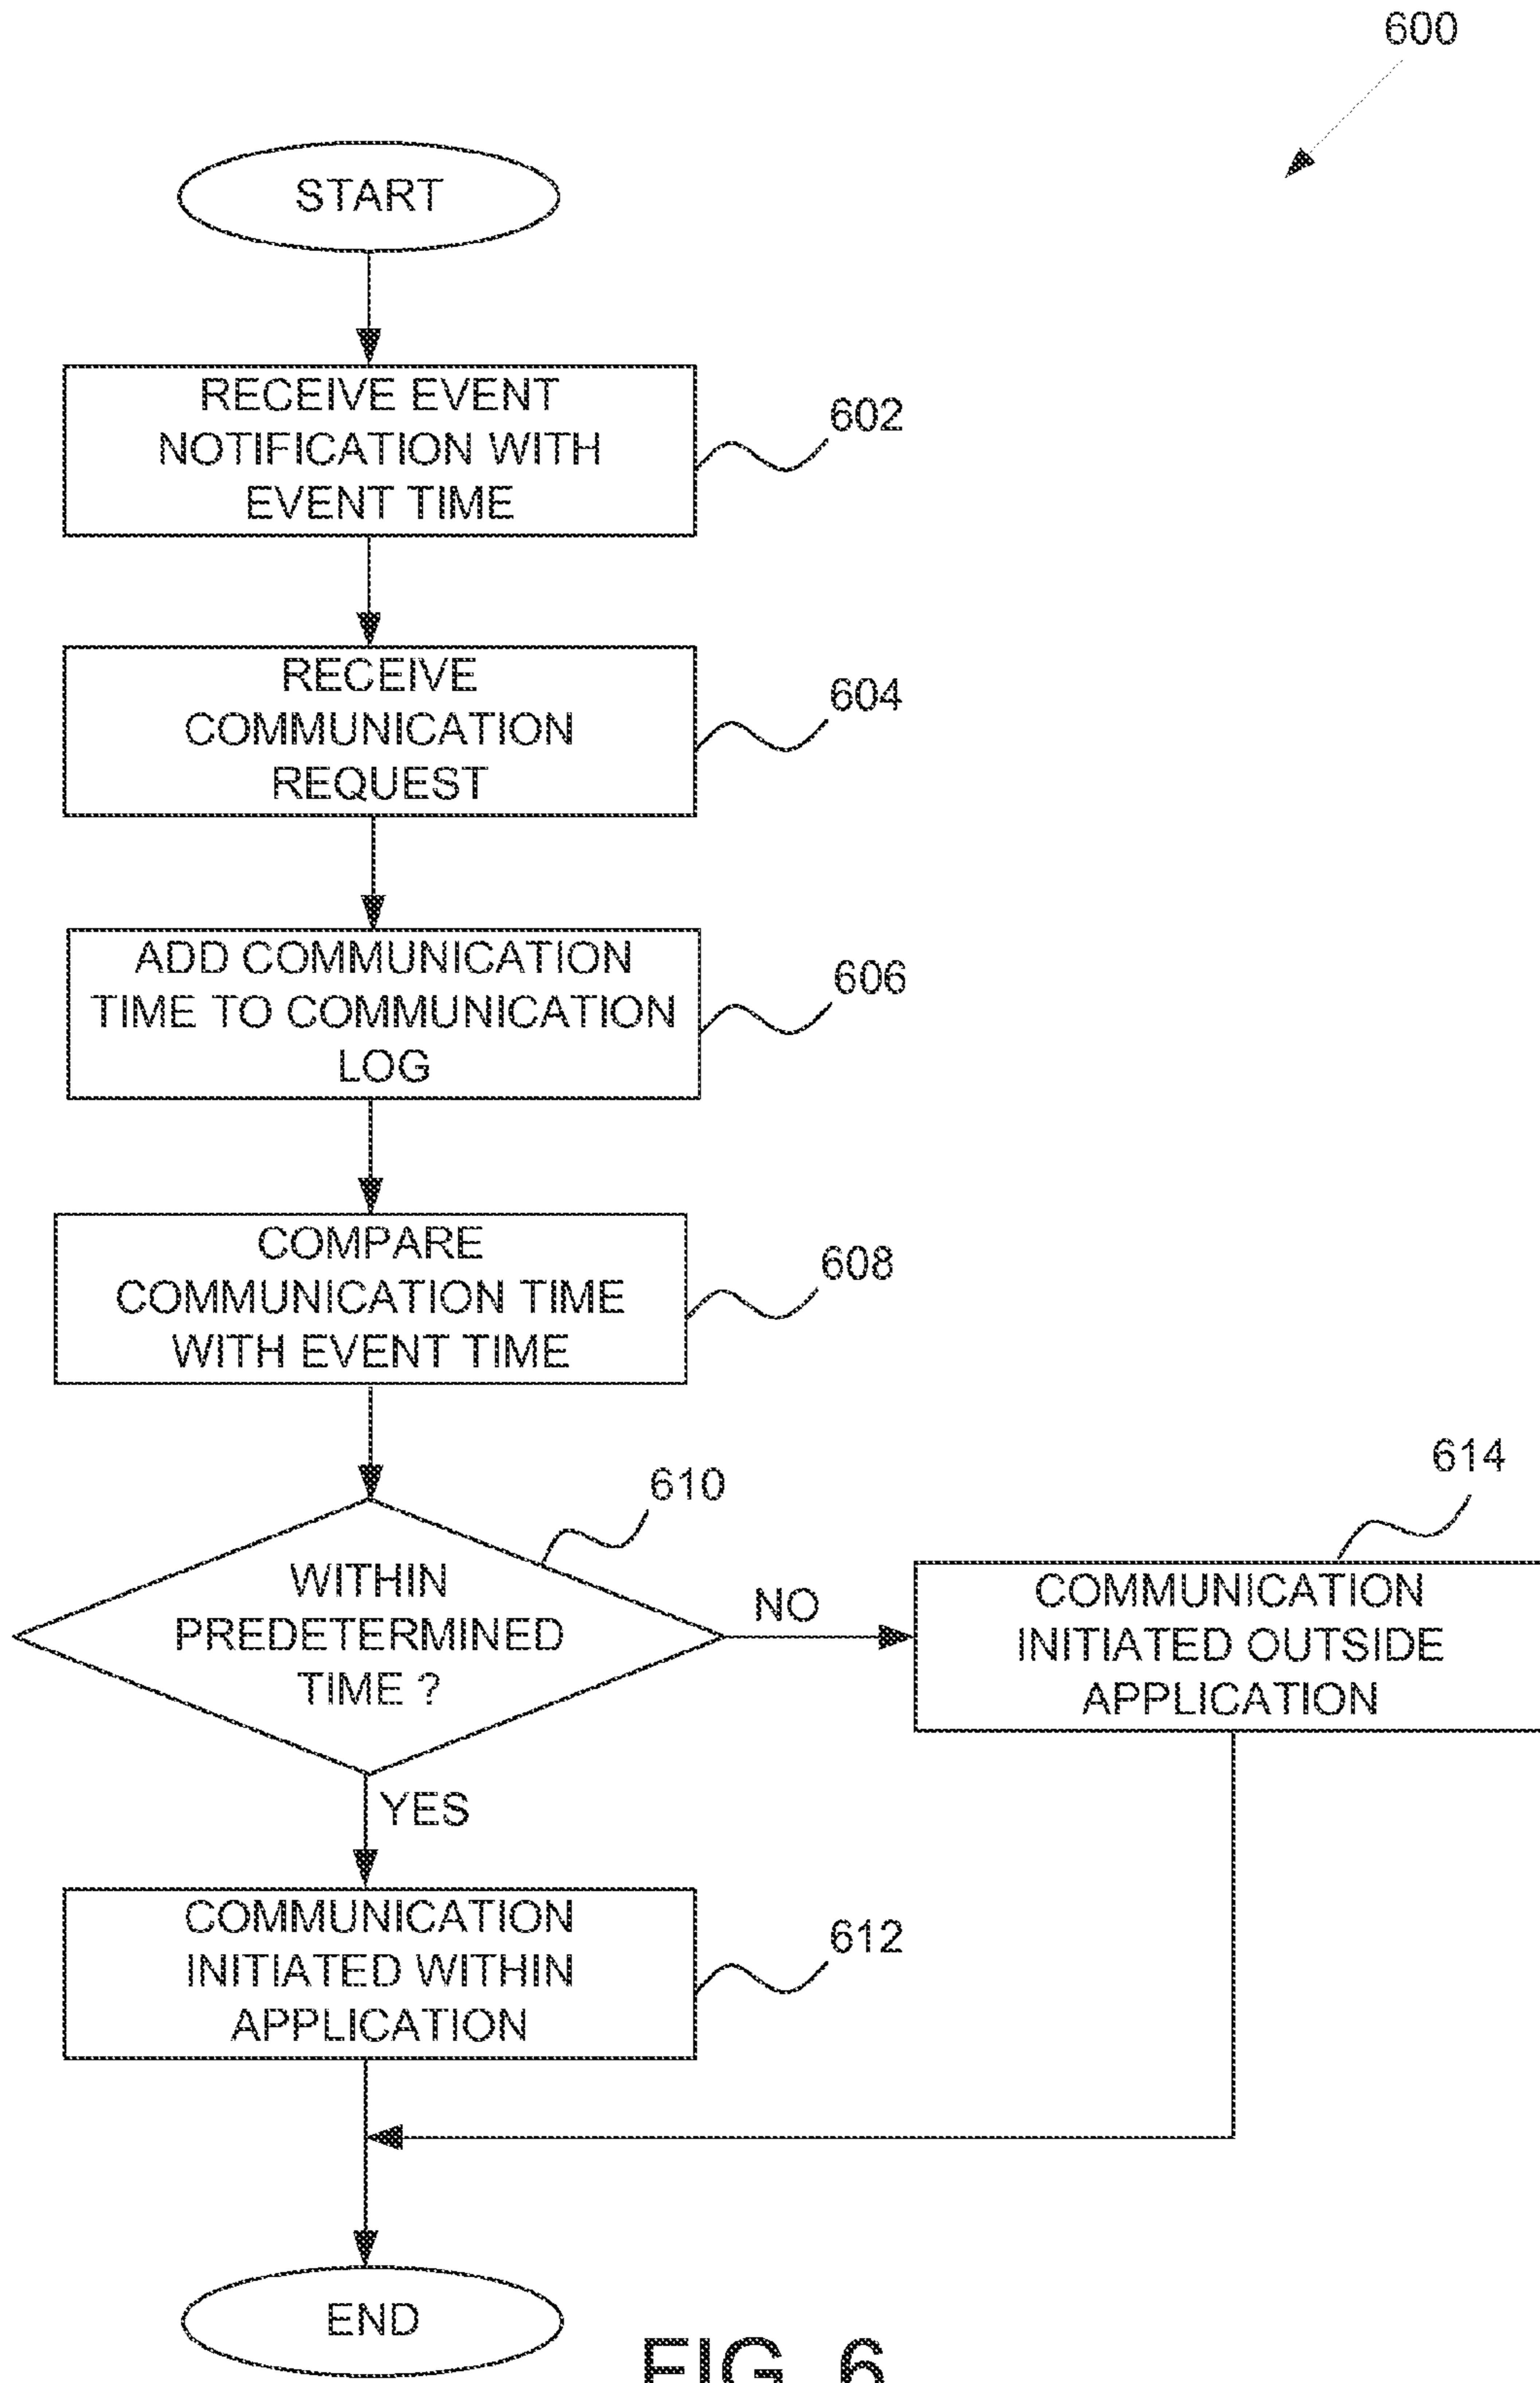 600
START
RECEIVE EVENT
NOTIFICATION WITH
EVENT TIME
602
RECEIVE
COMMUNICATION
REQUEST
604
ADD COMMUNICATION
TIME TO COMMUNICATION
LOG
606
COMPARE
COMMUNICATION TIME
WITH EVENT TIME
608
610
WITHIN
PREDETERMINED
TIME ?
NO
614
COMMUNICATION
INITIATED OUTSIDE
APPLICATION
YES
COMMUNICATION
INITIATED WITHIN
APPLICATION
612
END
FIG. 6